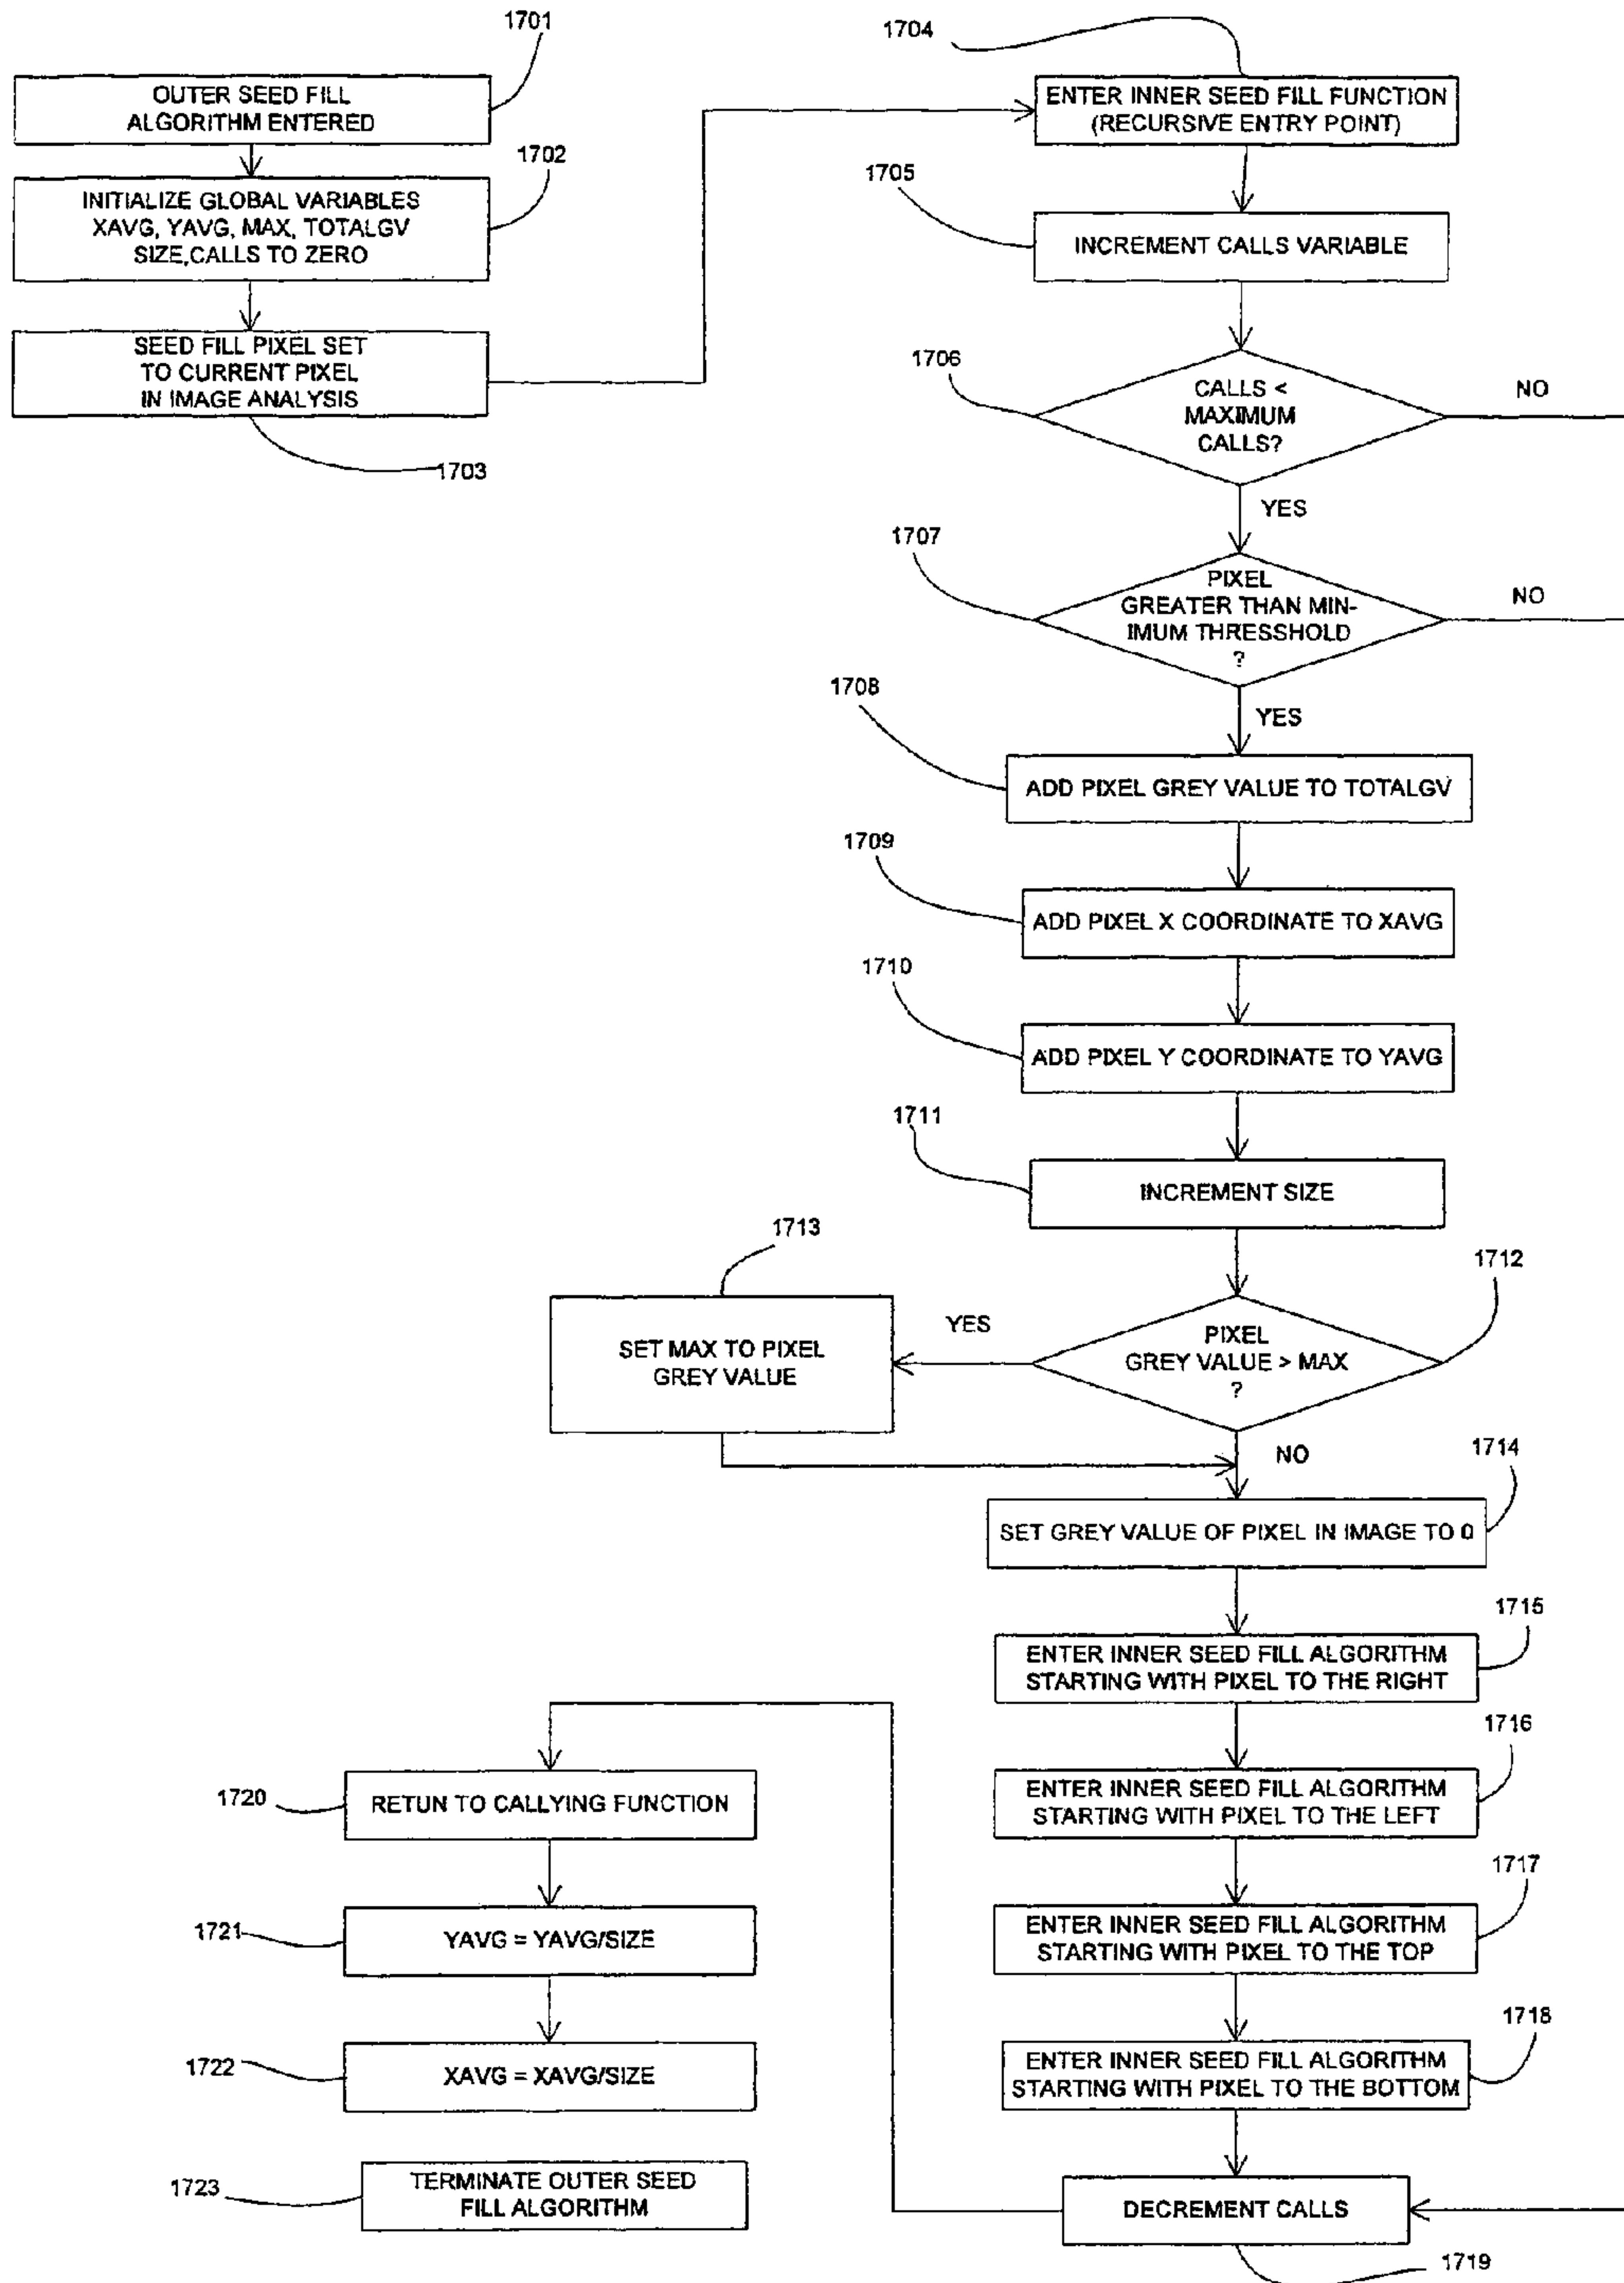 1701
OUTER SEED FILL
ALGORITHM ENTERED
1702
INITIALIZE GLOBAL VARIABLES
XAVG, YAVG, MAX, TOTALGV
SIZE,CALLS TO ZERO
SEED FILL PIXEL SET
TO CURRENT PIXEL
IN IMAGE ANALYSIS
1703
1704
ENTER INNER SEED FILL FUNCTION
(RECURSIVE ENTRY POINT)
1705
INCREMENT CALLS VARIABLE
1706
CALLS <
MAXIMUM
CALLS?
NO
YES
1707
PIXEL
GREATER THAN MIN-
IMUM THRESSHOLD
?
NO
YES
1708
ADD PIXEL GREY VALUE TO TOTALGV
1709
ADD PIXEL X COORDINATE TO XAVG
1710
ADD PIXEL Y COORDINATE TO YAVG
1711
INCREMENT SIZE
1712
PIXEL
GREY VALUE > MAX
?
YES
1713
SET MAX TO PIXEL
GREY VALUE
NO
1714
SET GREY VALUE OF PIXEL IN IMAGE TO 0
1715
ENTER INNER SEED FILL ALGORITHM
STARTING WITH PIXEL TO THE RIGHT
1716
ENTER INNER SEED FILL ALGORITHM
STARTING WITH PIXEL TO THE LEFT
1717
ENTER INNER SEED FILL ALGORITHM
STARTING WITH PIXEL TO THE TOP
1718
ENTER INNER SEED FILL ALGORITHM
STARTING WITH PIXEL TO THE BOTTOM
DECREMENT CALLS
1719
1720
RETUN TO CALLYING FUNCTION
1721
YAVG = YAVG/SIZE
1722
XAVG = XAVG/SIZE
1723
TERMINATE OUTER SEED
FILL ALGORITHM